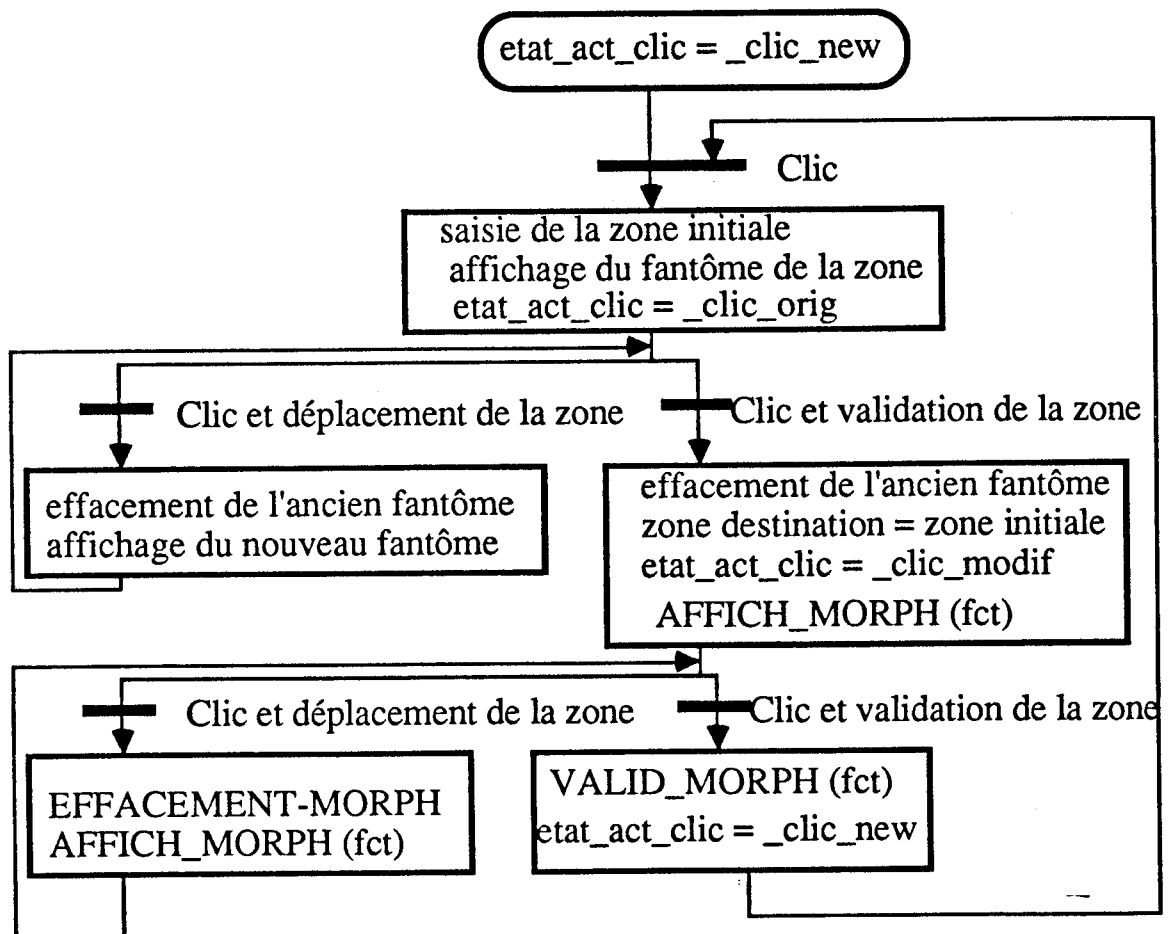 etat_act_clic = _clic_new
Clic
saisie de la zone initiale
affichage du fantôme de la zone
etat_act_clic = _clic_orig
Clic et déplacement de la zone
Clic et validation de la zone
effacement de l'ancien fantôme
affichage du nouveau fantôme
effacement de l'ancien fantôme
zone destination = zone initiale
etat_act_clic = _clic_modif
AFFICH_MORPH (fct)
Clic et déplacement de la zone
Clic et validation de la zone
EFFACEMENT-MORPH
AFFICH_MORPH (fct)
VALID_MORPH (fct)
etat_act_clic = _clic_new